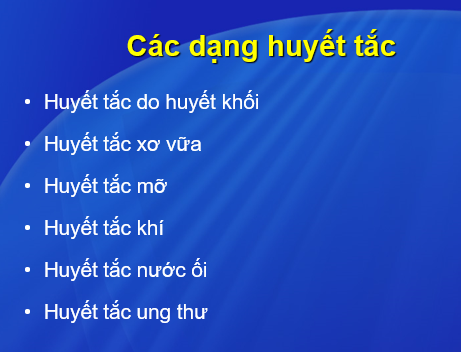 Các dạng huyết tắc
• Huyết tắc do huyết khối
• Huyết tắc xơ vữa
• Huyết tắc mỡ
• Huyết tắc khí
• Huyết tắc nước ối
• Huyết tắc ung thư